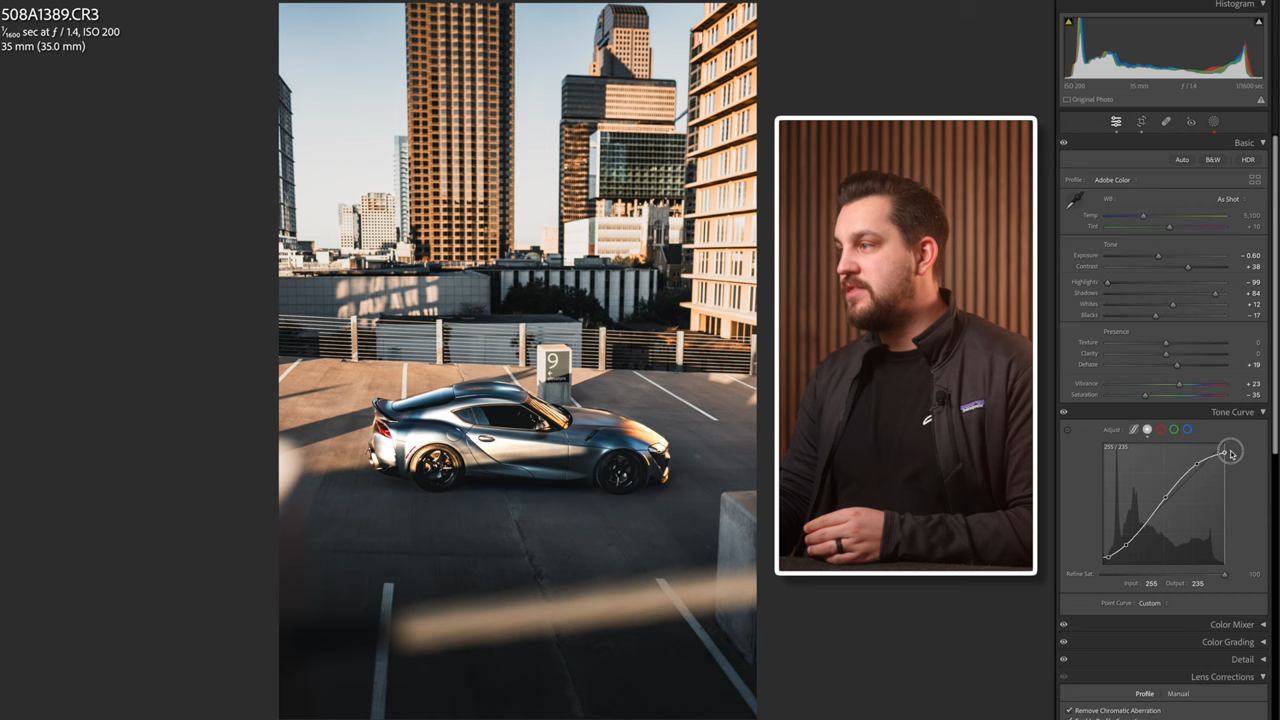 508A1389.CR3
1/1600 sec at ƒ / 1.4, ISO 200
35 mm (35.0 mm)
9
Histogram
ISO 200 35 mm ƒ / 1.4 1/1600 sec
Original Photo
Basic
Auto B&W HDR
Profile : Adobe Color
WB : As Shot
Temp 5,100
Tint + 10
Tone
Exposure − 0.60
Contrast + 38
Highlights − 99
Shadows + 84
Whites + 12
Blacks − 17
Presence
Texture 0
Clarity 0
Dehaze + 19
Vibrance + 23
Saturation − 35
Tone Curve
Adjust :
255 / 235
Refine Sat. 100
Input : 255 Output : 235
Point Curve : Custom
Color Mixer
Color Grading
Detail
Lens Corrections
Profile Manual
Remove Chromatic Aberration